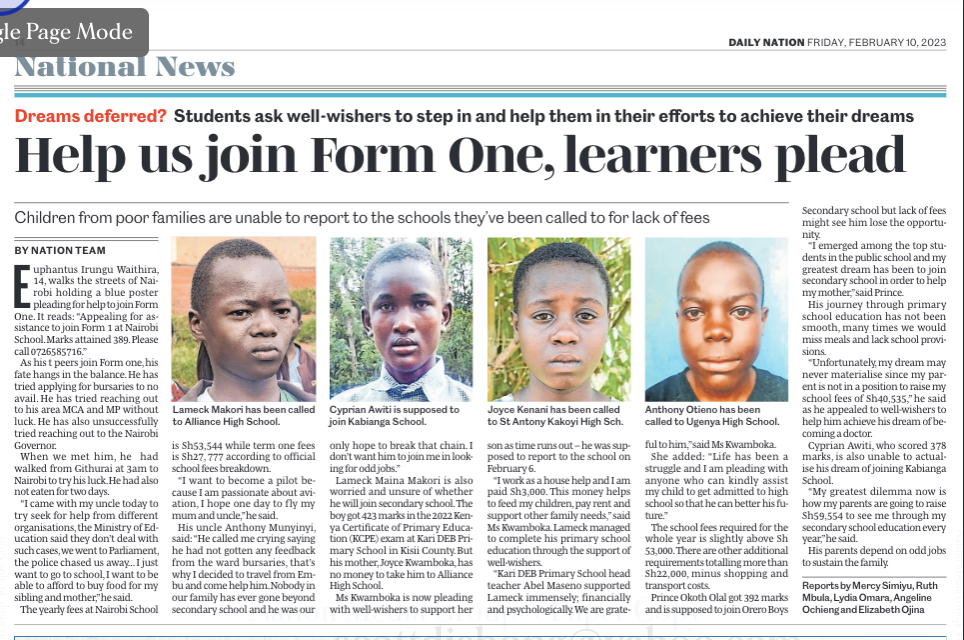 gle Page Mode
DAILY NATION FRIDAY, FEBRUARY 10, 2023
National News
Dreams deferred? Students ask well-wishers to step in and help them in their efforts to achieve their dreams
Help us join Form One, learners plead
Children from poor families are unable to report to the schools they've been called to for lack of fees
BY NATION TEAM
Euphantus Irungu Waithira,
14, walks the streets of Nai-
robi holding a blue poster
pleading for help to join Form
One. It reads: "Appealing for as-
sistance to join Form 1 at Nairobi
School. Marks attained 389. Please
call 0726585716."
As his t peers join Form one, his
fate hangs in the balance. He has
tried applying for bursaries to no
avail. He has tried reaching out
to his area MCA and MP without
luck. He has also unsuccessfully
tried reaching out to the Nairobi
Governor.
When we met him, he had
walked from Githurai at 3am to
Nairobi to try his luck. He had also
not eaten for two days.
"I came with my uncle today to
try seek for help from different
organisations, the Ministry of Ed-
ucation said they don't deal with
such cases, we went to Parliament,
the police chased us away... I just
want to go to school, I want to be
able to afford to buy food for my
sibling and mother," he said.
The yearly fees at Nairobi School
Lameck Makori has been called
to Alliance High School.
is Sh53,544 while term one fees
is Sh27, 777 according to official
school fees breakdown.
"I want to become a pilot be-
cause I am passionate about avi-
ation, I hope one day to fly my
mum and uncle," he said.
His uncle Anthony Munyinyi,
said: "He called me crying saying
he had not gotten any feedback
from the ward bursaries, that's
why I decided to travel from Em-
bu and come help him. Nobody in
our family has ever gone beyond
secondary school and he was our
Cyprian Awiti is supposed to
join Kabianga School.
only hope to break that chain. I
don't want him to join me in look-
ing for odd jobs."
Lameck Maina Makori is also
worried and unsure of whether
he will join secondary school. The
boy got 423 marks in the 2022 Ken-
ya Certificate of Primary Educa-
tion (KCPE) exam at Kari DEB Pri-
mary School in Kisii County. But
his mother, Joyce Kwamboka, has
no money to take him to Alliance
High School.
Ms Kwamboka is now pleading
with well-wishers to support her
Joyce Kenani has been called
to St Antony Kakoyi High Sch.
son as time runs out – he was sup-
posed to report to the school on
February 6.
"I work as a house help and I am
paid Sh3,000. This money helps
to feed my children, pay rent and
support other family needs," said
Ms Kwamboka. Lameck managed
to complete his primary school
education through the support of
well-wishers.
"Kari DEB Primary School head
teacher Abel Maseno supported
Lameck immensely; financially
and psychologically. We are grate-
Anthony Otieno has been
called to Ugenya High School.
ful to him," said Ms Kwamboka.
She added: "Life has been a
struggle and I am pleading with
anyone who can kindly assist
my child to get admitted to high
school so that he can better his fu-
ture."
The school fees required for the
whole year is slightly above Sh
53,000. There are other additional
requirements totalling more than
Sh22,000, minus shopping and
transport costs.
Prince Okoth Olal got 392 marks
and is supposed to join Orero Boys
Secondary school but lack of fees
might see him lose the opportu-
nity.
"I emerged among the top stu-
dents in the public school and my
greatest dream has been to join
secondary school in order to help
my mother," said Prince.
His journey through primary
school education has not been
smooth, many times we would
miss meals and lack school provi-
sions.
"Unfortunately, my dream may
never materialise since my par-
ent is not in a position to raise my
school fees of Sh40,535," he said
as he appealed to well-wishers to
help him achieve his dream of be-
coming a doctor.
Cyprian Awiti, who scored 378
marks, is also unable to actual-
ise his dream of joining Kabianga
School.
"My greatest dilemma now is
how my parents are going to raise
Sh59,554 to see me through my
secondary school education every
year," he said.
His parents depend on odd jobs
to sustain the family.
Reports by Mercy Simiyu, Ruth
Mbula, Lydia Omara, Angeline
Ochieng and Elizabeth Ojina